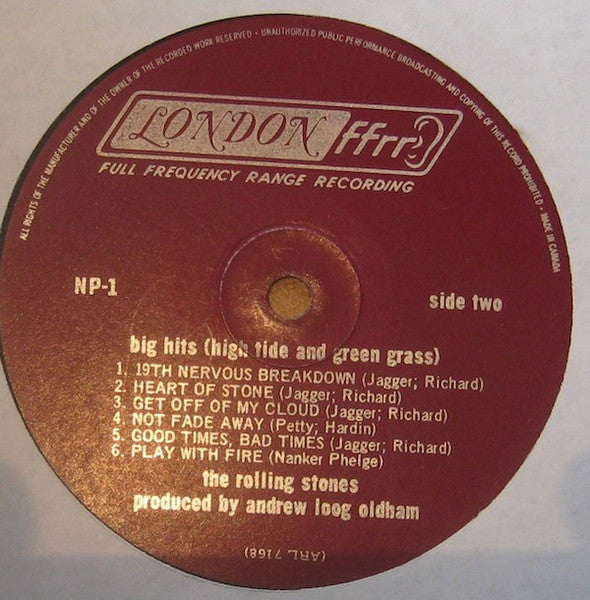 ALL RIGHTS OF THE MANUFACTURER AND OF THE OWNER OF THE RECORDED WORK RESERVED • UNAUTHORIZED PUBLIC PERFORMANCE BROADCASTING AND COPYING OF THIS RECORD PROHIBITED • MADE IN CANADA
LONDON ffrr
FULL FREQUENCY RANGE RECORDING
NP-1
side two
big hits (high tide and green grass)
1. 19TH NERVOUS BREAKDOWN (Jagger; Richard)
2. HEART OF STONE (Jagger; Richard)
3. GET OFF OF MY CLOUD (Jagger; Richard)
4. NOT FADE AWAY (Petty; Hardin)
5. GOOD TIMES, BAD TIMES (Jagger; Richard)
6. PLAY WITH FIRE (Nanker Phelge)
the rolling stones
produced by andrew loog oldham
(ARL 7168)